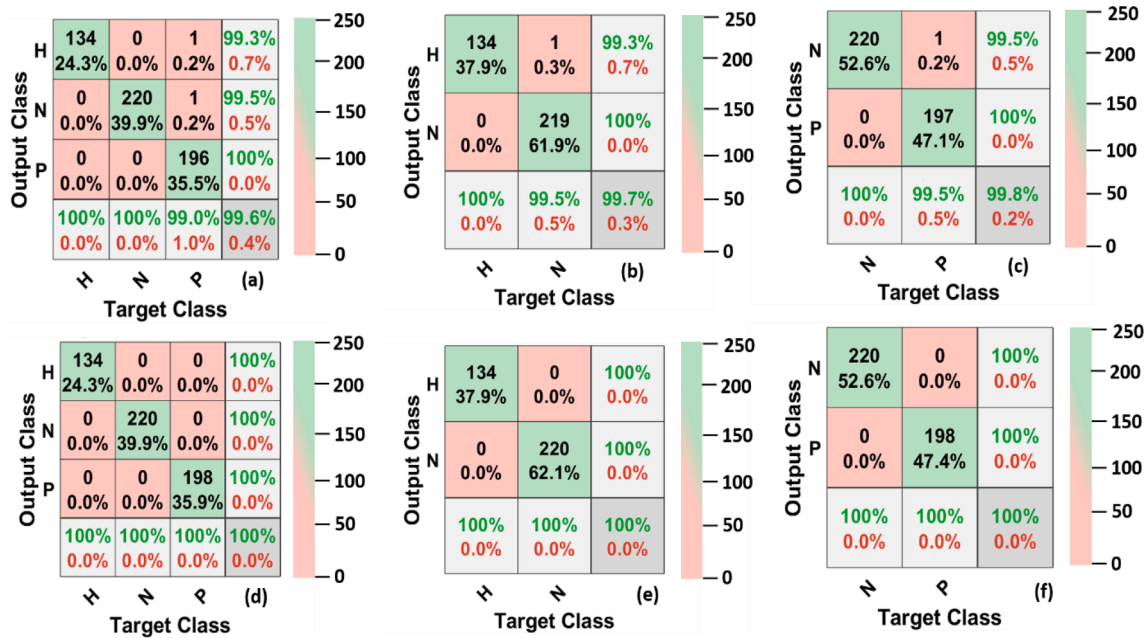 Output Class
H
134 0 1 99.3%
24.3% 0.0% 0.2% 0.7%
N
0 220 1 99.5%
0.0% 39.9% 0.2% 0.5%
P
0 0 196 100%
0.0% 0.0% 35.5% 0.0%
100% 100% 99.0% 99.6%
0.0% 0.0% 1.0% 0.4%
H N P (a)
Target Class
250
200
150
100
50
0
Output Class
H
134 1 99.3%
37.9% 0.3% 0.7%
N
0 219 100%
0.0% 61.9% 0.0%
100% 99.5% 99.7%
0.0% 0.5% 0.3%
H N (b)
Target Class
250
200
150
100
50
0
Output Class
N
220 1 99.5%
52.6% 0.2% 0.5%
P
0 197 100%
0.0% 47.1% 0.0%
100% 99.5% 99.8%
0.0% 0.5% 0.2%
N P (c)
Target Class
250
200
150
100
50
0
Output Class
H
134 0 0 100%
24.3% 0.0% 0.0% 0.0%
N
0 220 0 100%
0.0% 39.9% 0.0% 0.0%
P
0 0 198 100%
0.0% 0.0% 35.9% 0.0%
100% 100% 100% 100%
0.0% 0.0% 0.0% 0.0%
H N P (d)
Target Class
250
200
150
100
50
0
Output Class
H
134 0 100%
37.9% 0.0% 0.0%
N
0 220 100%
0.0% 62.1% 0.0%
100% 100% 100%
0.0% 0.0% 0.0%
H N (e)
Target Class
250
200
150
100
50
0
Output Class
N
220 0 100%
52.6% 0.0% 0.0%
P
0 198 100%
0.0% 47.4% 0.0%
100% 100% 100%
0.0% 0.0% 0.0%
N P (f)
Target Class
250
200
150
100
50
0